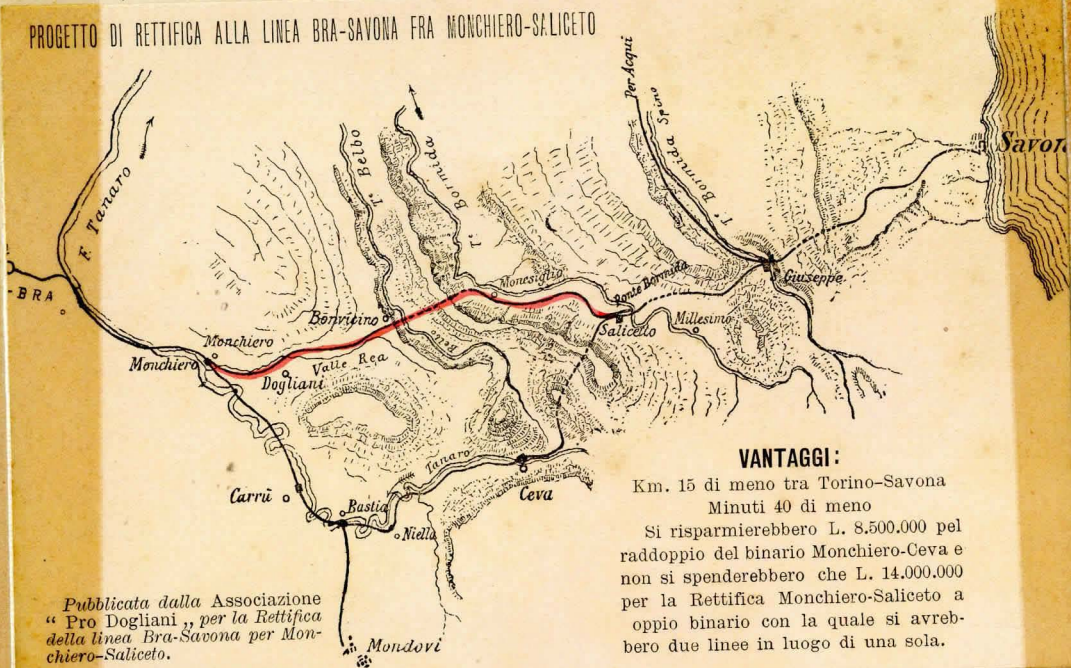 PROGETTO DI RETTIFICA ALLA LINEA BRA-SAVONA FRA MONCHIERO-SALICETO
Per Acqui
Spino
T.e Bormida
T.e Belbo
Bormida
T.e
F. Tanaro
Savon
-BRA
Giuseppe
Monesiglio
Ponte Bormida
Saliceto
Millesimo
Bonvicino
Belbo
Monchiero
Monchiero
Valle Rea
Dogliani
Tanaro
Ceva
Carrù
Bastia
Niella
Mondovì
VANTAGGI:
Km. 15 di meno tra Torino-Savona
Minuti 40 di meno
Si risparmierebbero L. 8.500.000 pel
raddoppio del binario Monchiero-Ceva e
non si spenderebbero che L. 14.000.000
per la Rettifica Monchiero-Saliceto a
oppio binario con la quale si avreb-
bero due linee in luogo di una sola.
Pubblicata dalla Associazione
“ Pro Dogliani „ per la Rettifica
della linea Bra-Savona per Mon-
chiero-Saliceto.